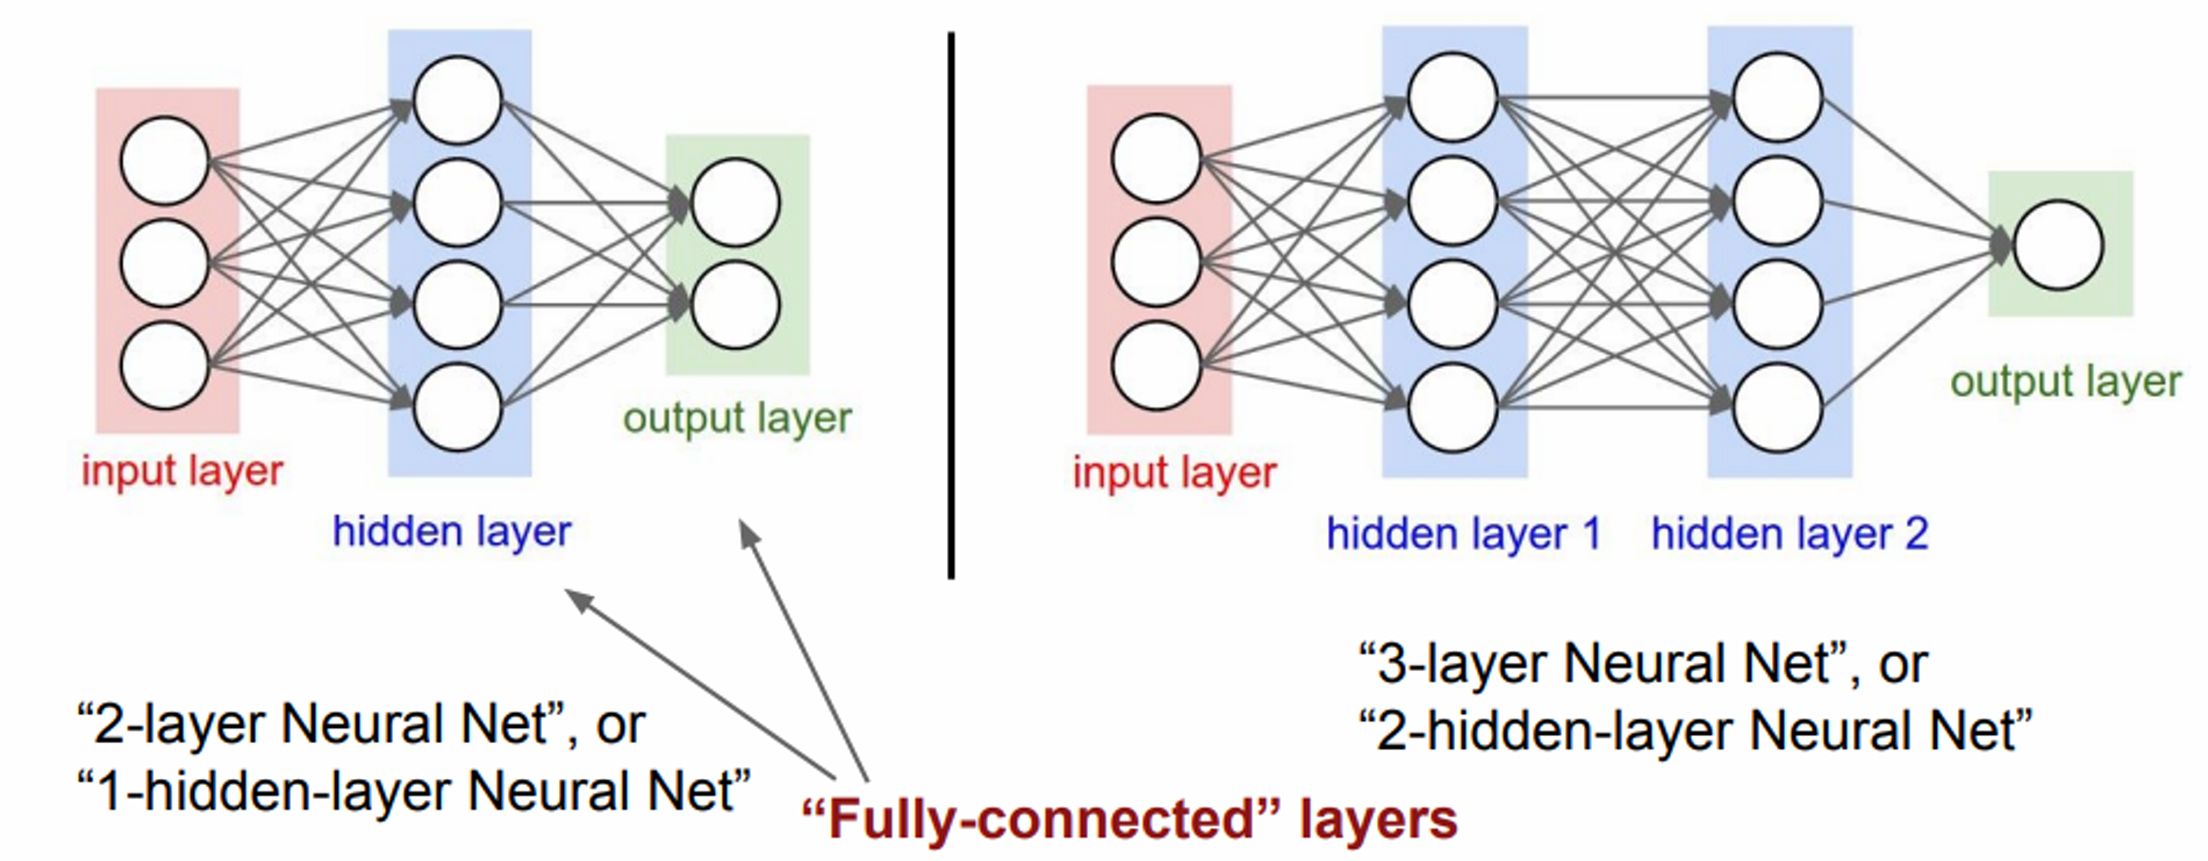 input layer
hidden layer
output layer
“2-layer Neural Net”, or
“1-hidden-layer Neural Net”
input layer
hidden layer 1
hidden layer 2
output layer
“3-layer Neural Net”, or
“2-hidden-layer Neural Net”
“Fully-connected” layers